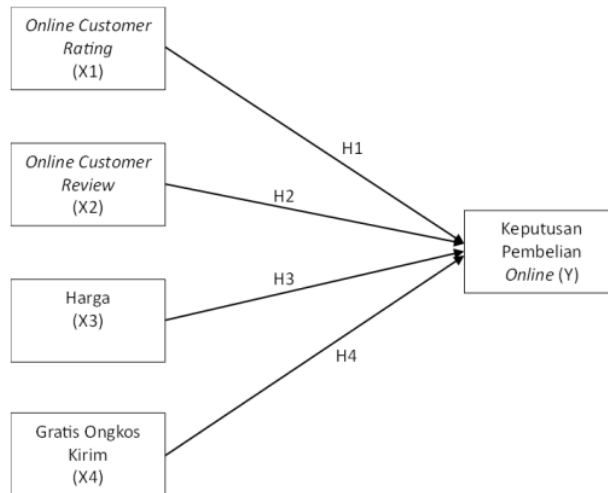 Online Customer
Rating
(X1)
H1
Online Customer
Review
(X2)
H2
Keputusan
Pembelian
Online (Y)
Harga
(X3)
H3
H4
Gratis Ongkos
Kirim
(X4)